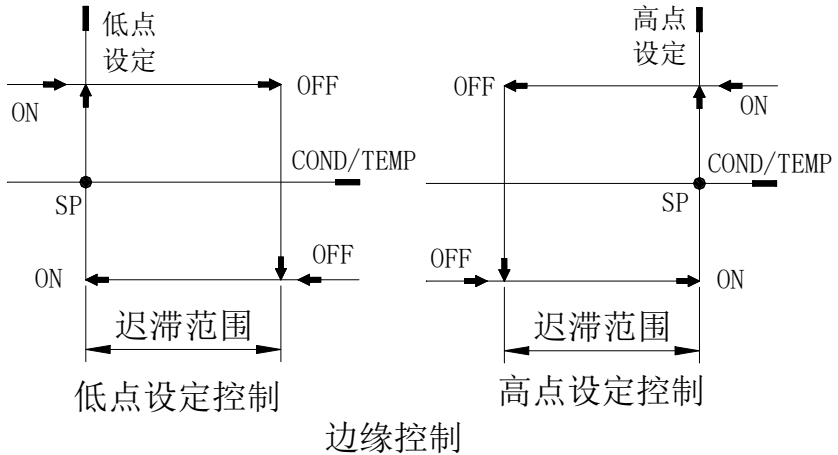 低点
设定
OFF
ON
COND/TEMP
SP
OFF
ON
迟滞范围
低点设定控制
高点
设定
OFF
ON
COND/TEMP
SP
OFF
ON
迟滞范围
高点设定控制
边缘控制